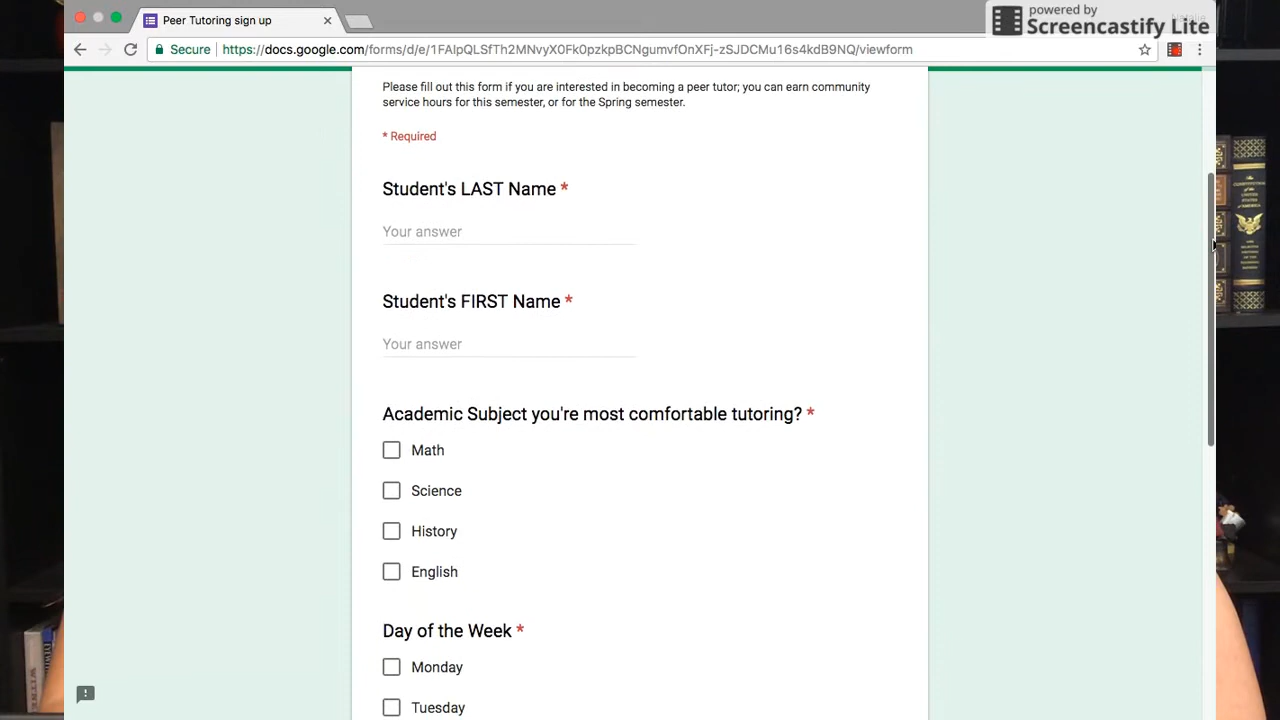 Peer Tutoring sign up
powered by
Screencastify Lite
Secure
https://docs.google.com/forms/d/e/1FAIpQLSfTh2MNvyX0Fk0pzkpBCNgumvfOnXFj-zSJDCMu16s4kdB9NQ/viewform
Please fill out this form if you are interested in becoming a peer tutor; you can earn community
service hours for this semester, or for the Spring semester.
* Required
Student's LAST Name *
Your answer
Student's FIRST Name *
Your answer
Academic Subject you're most comfortable tutoring? *
Math
Science
History
English
Day of the Week *
Monday
Tuesday